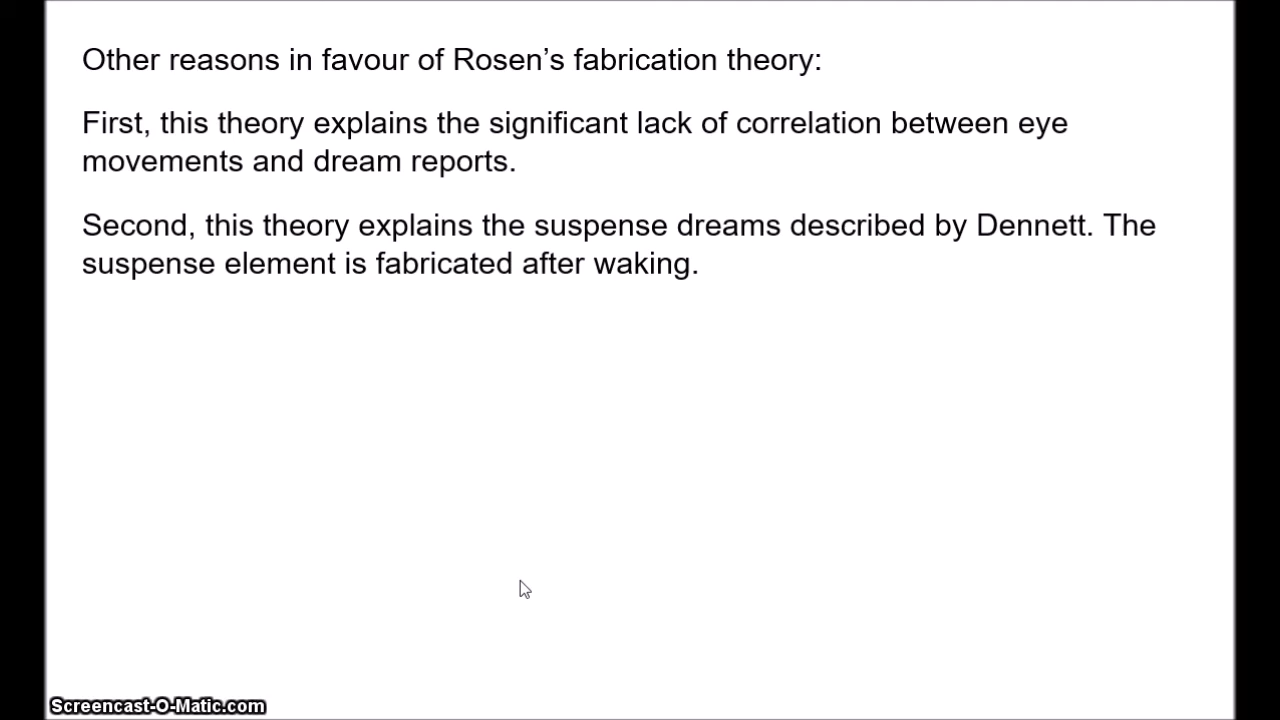 Other reasons in favour of Rosen’s fabrication theory:
First, this theory explains the significant lack of correlation between eye
movements and dream reports.
Second, this theory explains the suspense dreams described by Dennett. The
suspense element is fabricated after waking.
Screencast-O-Matic.com